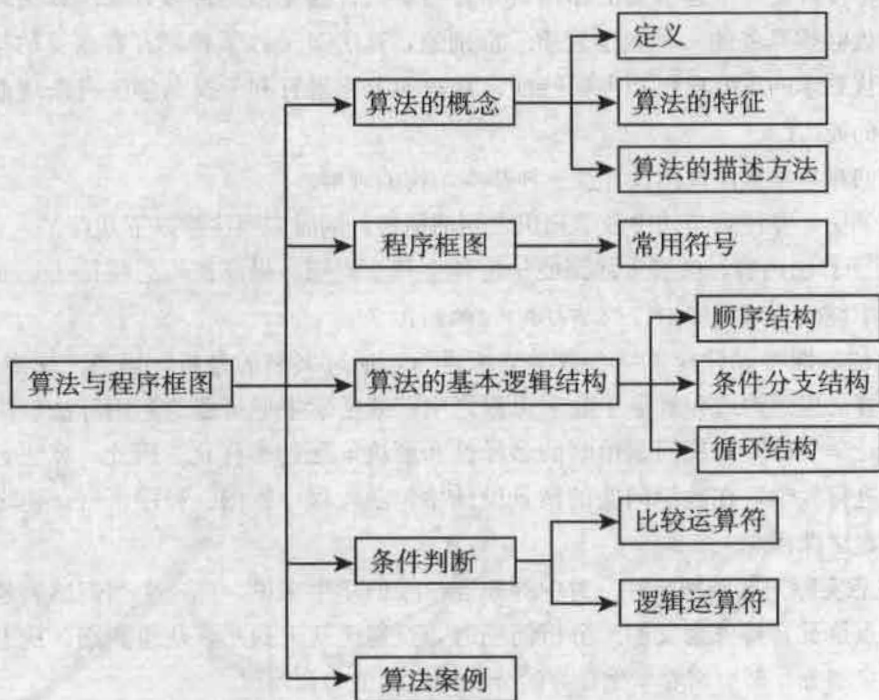 定义
算法的概念
算法的特征
算法的描述方法
程序框图
常用符号
顺序结构
算法与程序框图
算法的基本逻辑结构
条件分支结构
循环结构
比较运算符
条件判断
逻辑运算符
算法案例